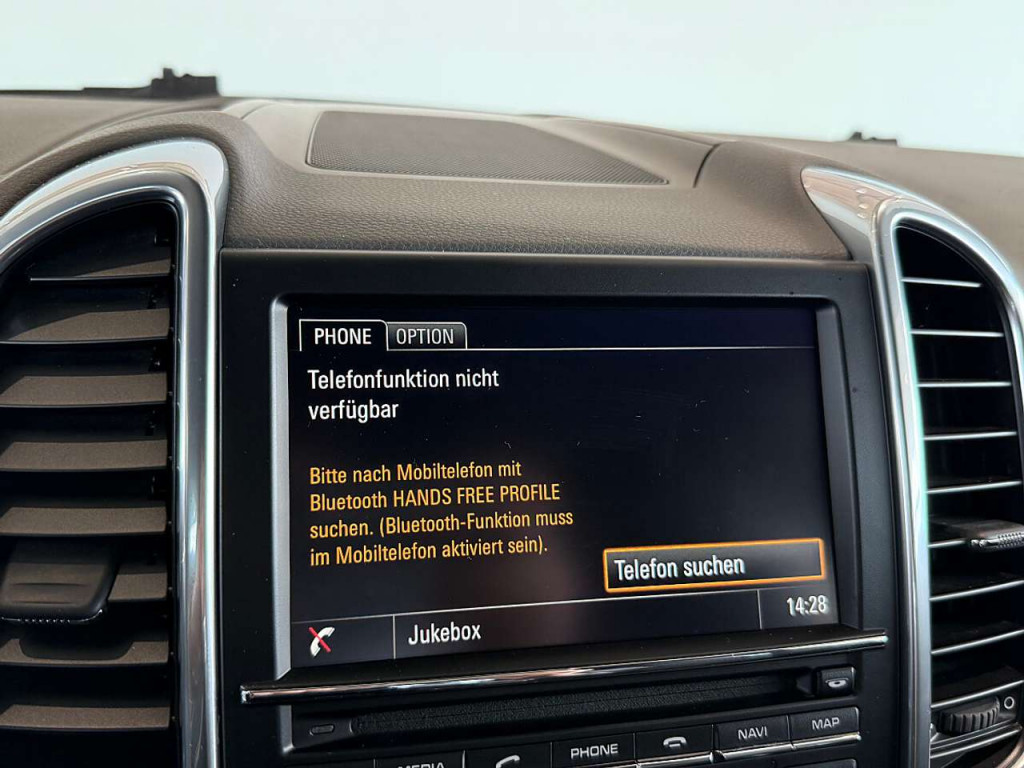 PHONE OPTION
Telefonfunktion nicht
verfügbar
Bitte nach Mobiltelefon mit
Bluetooth HANDS FREE PROFILE
suchen. (Bluetooth-Funktion muss
im Mobiltelefon aktiviert sein).
Telefon suchen
14:28
Jukebox
MEDIA PHONE NAVI MAP